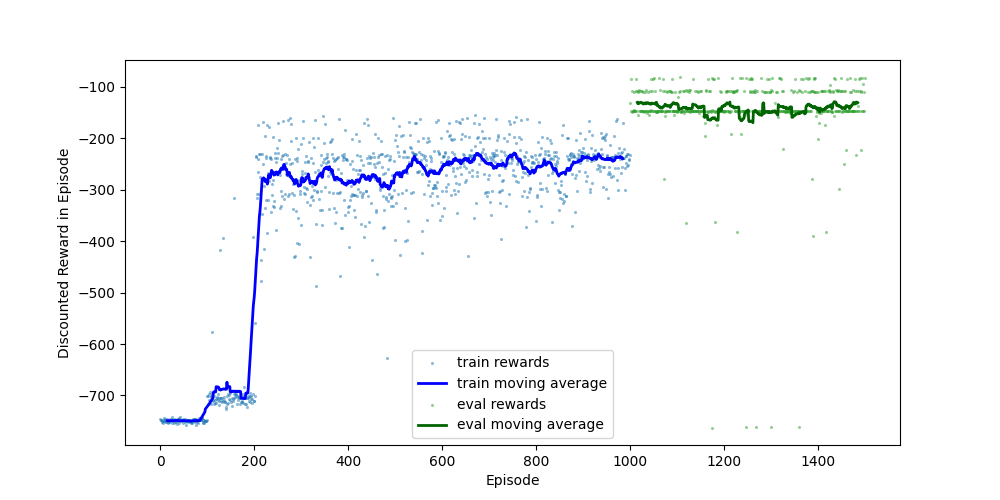 −100
−200
−300
−400
−500
−600
−700
Discounted Reward in Episode
train rewards
train moving average
eval rewards
eval moving average
0 200 400 600 800 1000 1200 1400
Episode